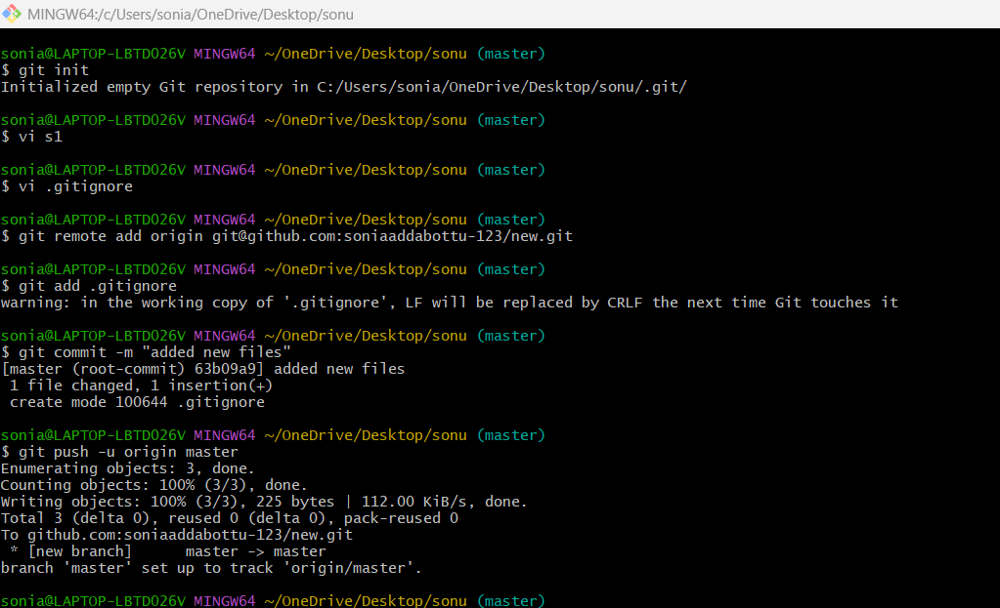 MINGW64:/c/Users/sonia/OneDrive/Desktop/sonu
sonia@LAPTOP-LBTDO26V MINGW64 ~/OneDrive/Desktop/sonu (master)
$ git init
Initialized empty Git repository in C:/Users/sonia/OneDrive/Desktop/sonu/.git/
sonia@LAPTOP-LBTDO26V MINGW64 ~/OneDrive/Desktop/sonu (master)
$ vi s1
sonia@LAPTOP-LBTDO26V MINGW64 ~/OneDrive/Desktop/sonu (master)
$ vi .gitignore
sonia@LAPTOP-LBTDO26V MINGW64 ~/OneDrive/Desktop/sonu (master)
$ git remote add origin git@github.com:soniaaddabottu-123/new.git
sonia@LAPTOP-LBTDO26V MINGW64 ~/OneDrive/Desktop/sonu (master)
$ git add .gitignore
warning: in the working copy of '.gitignore', LF will be replaced by CRLF the next time Git touches it
sonia@LAPTOP-LBTDO26V MINGW64 ~/OneDrive/Desktop/sonu (master)
$ git commit -m "added new files"
[master (root-commit) 63b09a9] added new files
 1 file changed, 1 insertion(+)
 create mode 100644 .gitignore
sonia@LAPTOP-LBTDO26V MINGW64 ~/OneDrive/Desktop/sonu (master)
$ git push -u origin master
Enumerating objects: 3, done.
Counting objects: 100% (3/3), done.
Writing objects: 100% (3/3), 225 bytes | 112.00 KiB/s, done.
Total 3 (delta 0), reused 0 (delta 0), pack-reused 0
To github.com:soniaaddabottu-123/new.git
 * [new branch]      master -> master
branch 'master' set up to track 'origin/master'.
sonia@LAPTOP-LBTDO26V MINGW64 ~/OneDrive/Desktop/sonu (master)